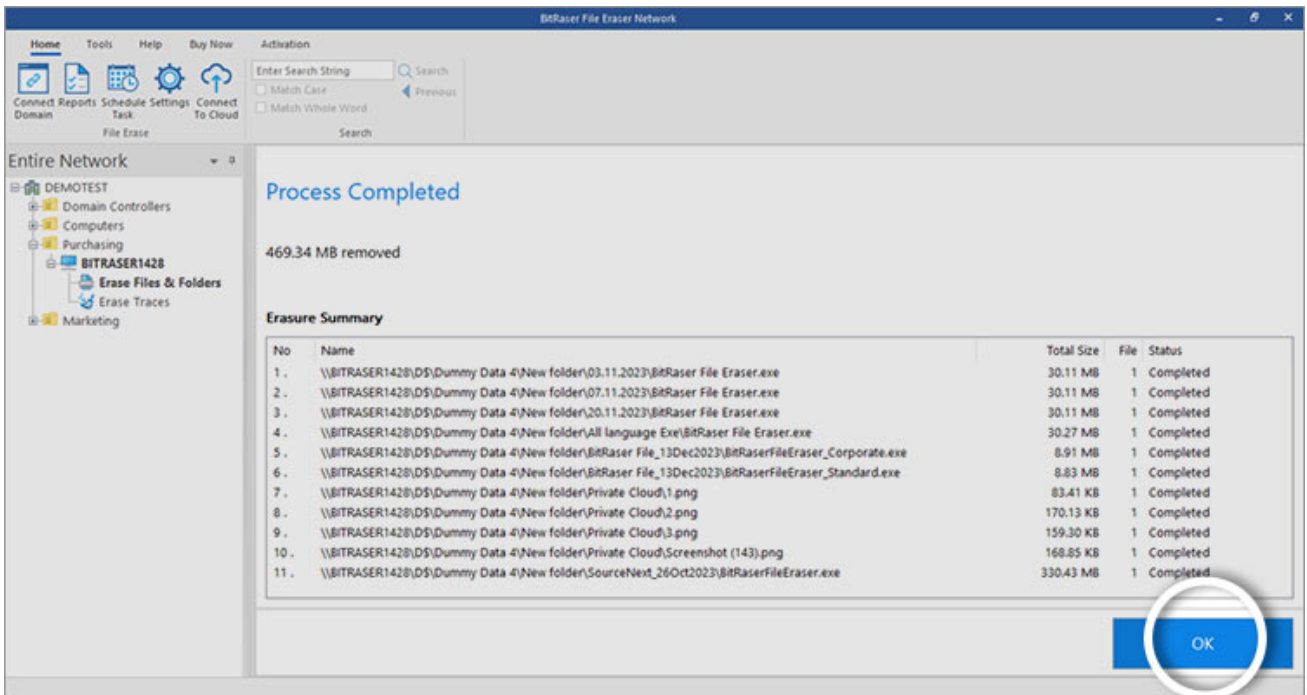 BitRaser File Eraser Network
Home Tools Help Buy Now Activation
Connect Domain
Reports
Schedule Task
Settings
Connect To Cloud
File Erase
Enter Search String
Search
Match Case
Previous
Match Whole Word
Search
Entire Network
DEMOTEST
Domain Controllers
Computers
Purchasing
BITRASER1428
Erase Files & Folders
Erase Traces
Marketing
Process Completed
469.34 MB removed
Erasure Summary
No Name Total Size File Status
1 . \\BITRASER1428\D$\Dummy Data 4\New folder\03.11.2023\BitRaser File Eraser.exe 30.11 MB 1 Completed
2 . \\BITRASER1428\D$\Dummy Data 4\New folder\07.11.2023\BitRaser File Eraser.exe 30.11 MB 1 Completed
3 . \\BITRASER1428\D$\Dummy Data 4\New folder\20.11.2023\BitRaser File Eraser.exe 30.11 MB 1 Completed
4 . \\BITRASER1428\D$\Dummy Data 4\New folder\All language Exe\BitRaser File Eraser.exe 30.27 MB 1 Completed
5 . \\BITRASER1428\D$\Dummy Data 4\New folder\BitRaser File_13Dec2023\BitRaserFileEraser_Corporate.exe 8.91 MB 1 Completed
6 . \\BITRASER1428\D$\Dummy Data 4\New folder\BitRaser File_13Dec2023\BitRaserFileEraser_Standard.exe 8.83 MB 1 Completed
7 . \\BITRASER1428\D$\Dummy Data 4\New folder\Private Cloud\1.png 83.41 KB 1 Completed
8 . \\BITRASER1428\D$\Dummy Data 4\New folder\Private Cloud\2.png 170.13 KB 1 Completed
9 . \\BITRASER1428\D$\Dummy Data 4\New folder\Private Cloud\3.png 159.30 KB 1 Completed
10 . \\BITRASER1428\D$\Dummy Data 4\New folder\Private Cloud\Screenshot (143).png 168.85 KB 1 Completed
11 . \\BITRASER1428\D$\Dummy Data 4\New folder\SourceNext_26Oct2023\BitRaserFileEraser.exe 330.43 MB 1 Completed
OK